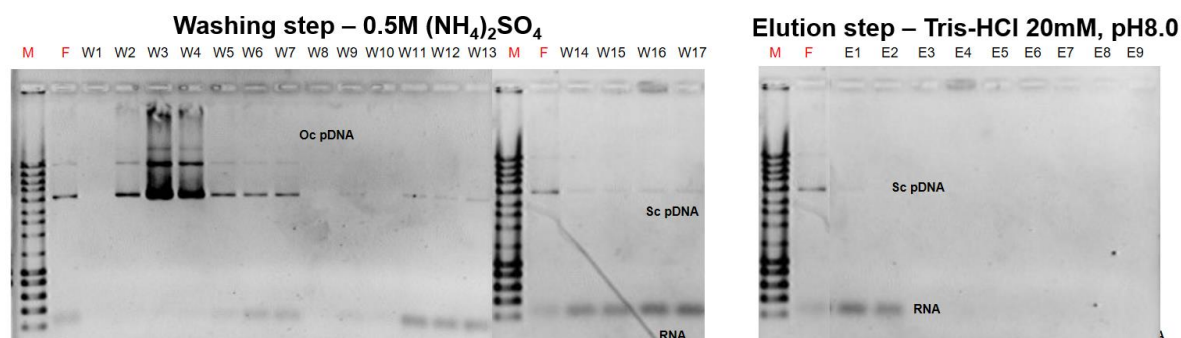 Washing step – 0.5M (NH₄)₂SO₄
M F W1 W2 W3 W4 W5 W6 W7 W8 W9 W10 W11 W12 W13 M F W14 W15 W16 W17
Oc pDNA
Sc pDNA
RNA
Elution step – Tris-HCl 20mM, pH8.0
M F E1 E2 E3 E4 E5 E6 E7 E8 E9
Sc pDNA
RNA